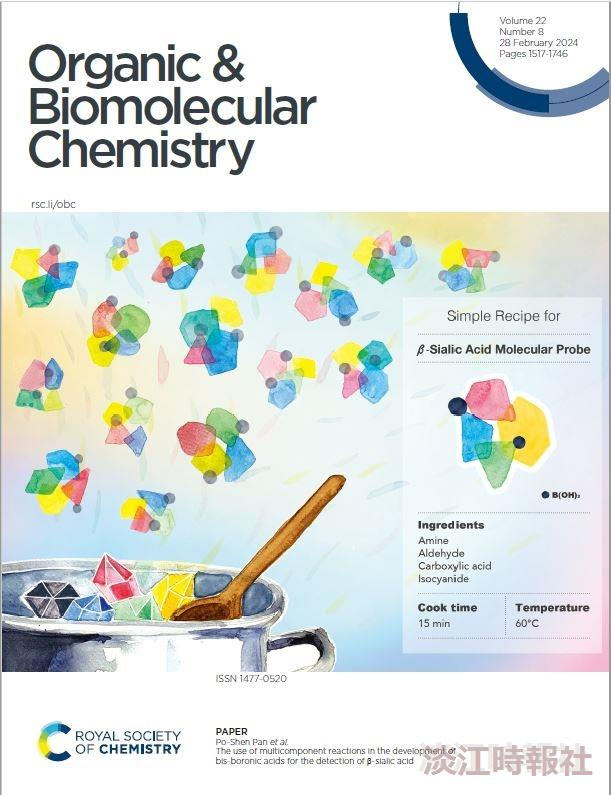 Volume 22
Number 8
28 February 2024
Pages 1517-1746
Organic &
Biomolecular
Chemistry
rsc.li/obc
Simple Recipe for
β-Sialic Acid Molecular Probe
B(OH)₂
Ingredients
Amine
Aldehyde
Carboxylic acid
Isocyanide
Cook time
15 min
Temperature
60°C
ISSN 1477-0520
ROYAL SOCIETY
OF CHEMISTRY
PAPER
Po-Shen Pan et al.
The use of multicomponent reactions in the development of
bis-boronic acids for the detection of β-sialic acid
淡江時報社